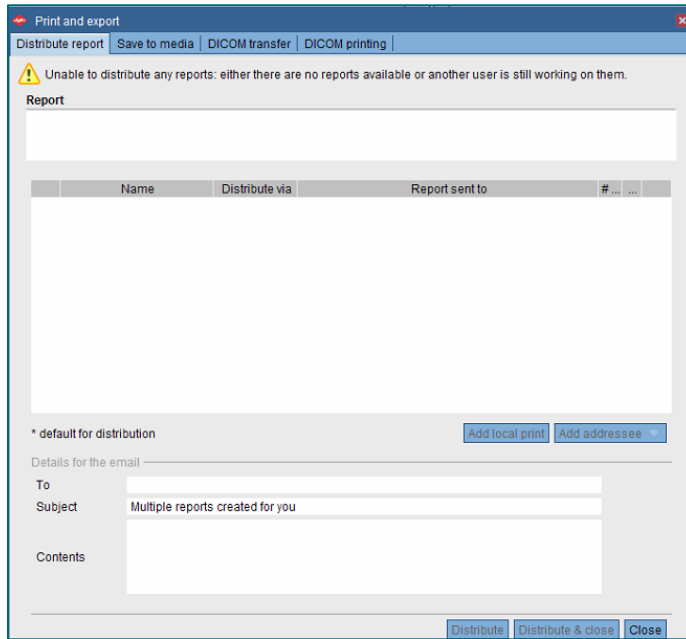 Print and export
Distribute report Save to media DICOM transfer DICOM printing
Unable to distribute any reports: either there are no reports available or another user is still working on them.
Report
Name Distribute via Report sent to #... ...
* default for distribution Add local print Add addressee
Details for the email
To
Subject Multiple reports created for you
Contents
Distribute Distribute & close Close